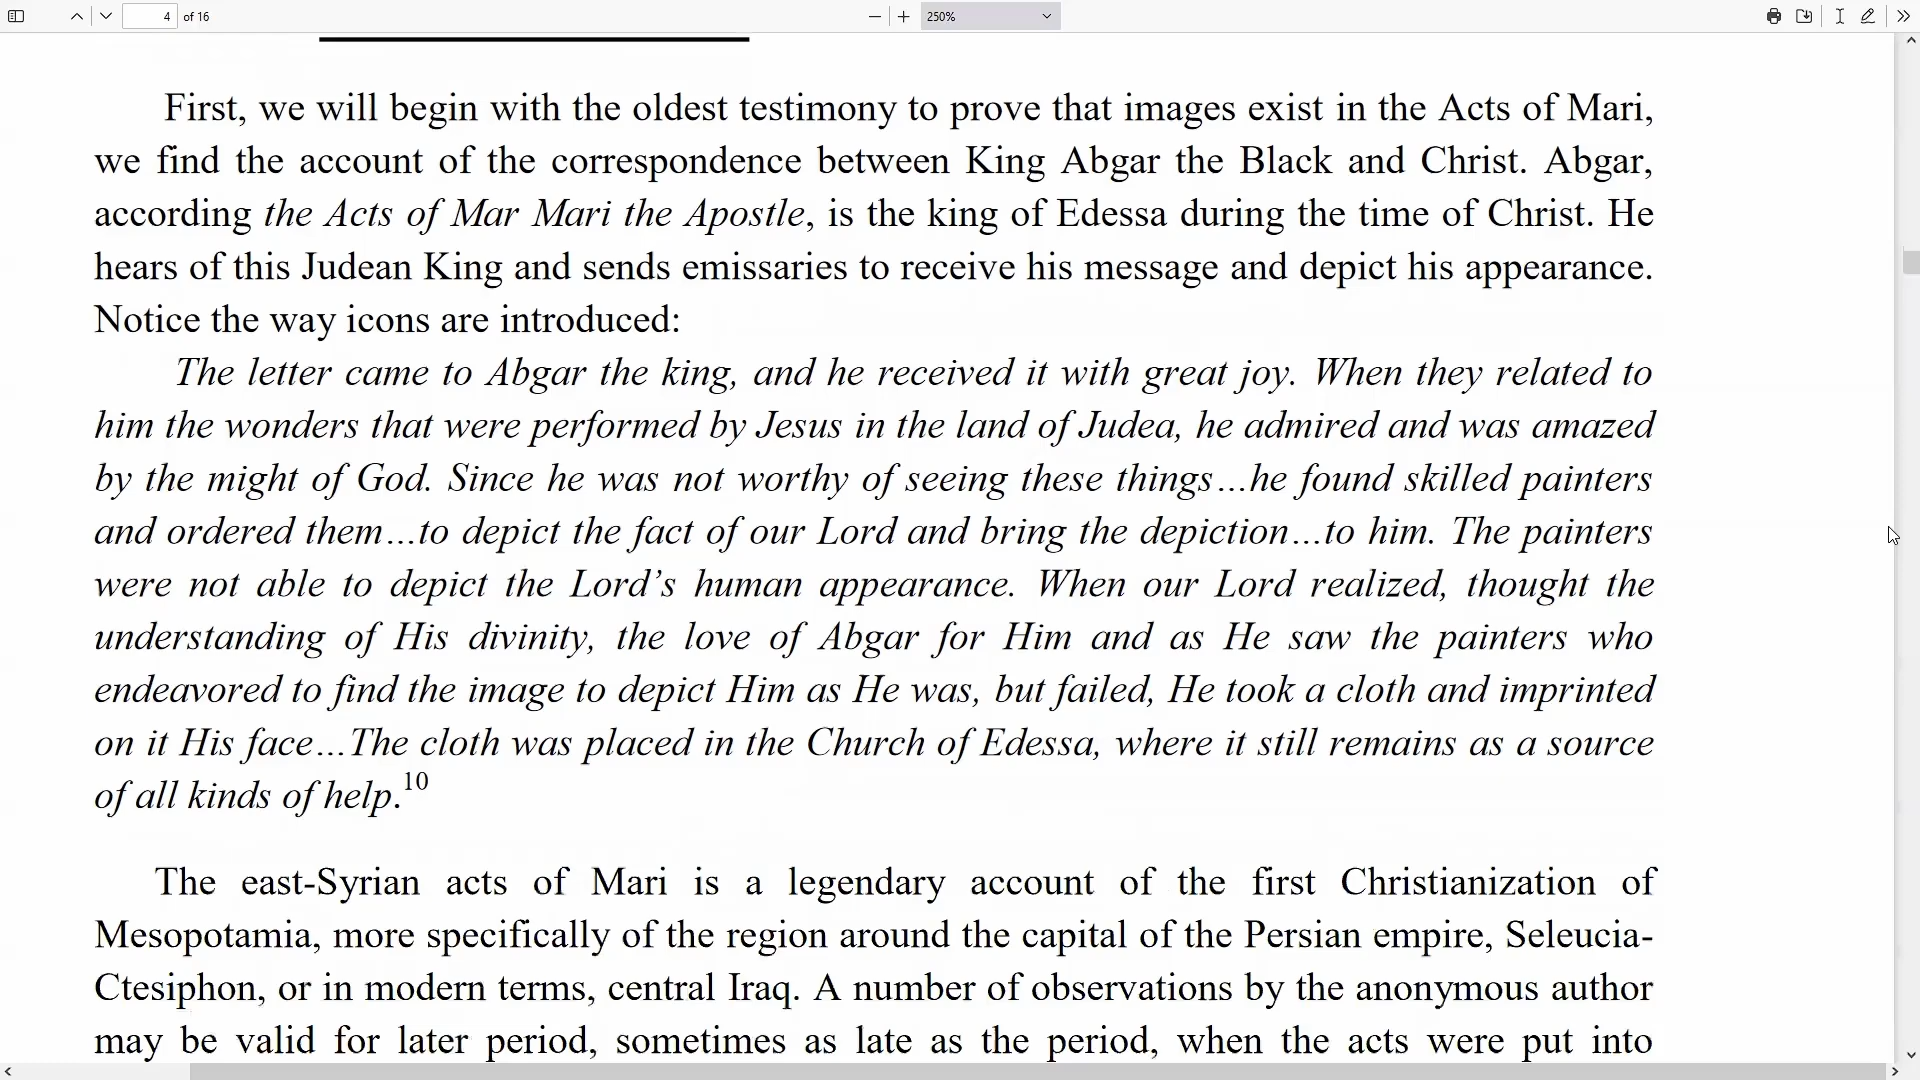 4 of 16 250%
First, we will begin with the oldest testimony to prove that images exist in the Acts of Mari,
we find the account of the correspondence between King Abgar the Black and Christ. Abgar,
according the Acts of Mar Mari the Apostle, is the king of Edessa during the time of Christ. He
hears of this Judean King and sends emissaries to receive his message and depict his appearance.
Notice the way icons are introduced:
The letter came to Abgar the king, and he received it with great joy. When they related to
him the wonders that were performed by Jesus in the land of Judea, he admired and was amazed
by the might of God. Since he was not worthy of seeing these things…he found skilled painters
and ordered them…to depict the fact of our Lord and bring the depiction…to him. The painters
were not able to depict the Lord’s human appearance. When our Lord realized, thought the
understanding of His divinity, the love of Abgar for Him and as He saw the painters who
endeavored to find the image to depict Him as He was, but failed, He took a cloth and imprinted
on it His face…The cloth was placed in the Church of Edessa, where it still remains as a source
of all kinds of help.10
The east-Syrian acts of Mari is a legendary account of the first Christianization of
Mesopotamia, more specifically of the region around the capital of the Persian empire, Seleucia-
Ctesiphon, or in modern terms, central Iraq. A number of observations by the anonymous author
may be valid for later period, sometimes as late as the period, when the acts were put into